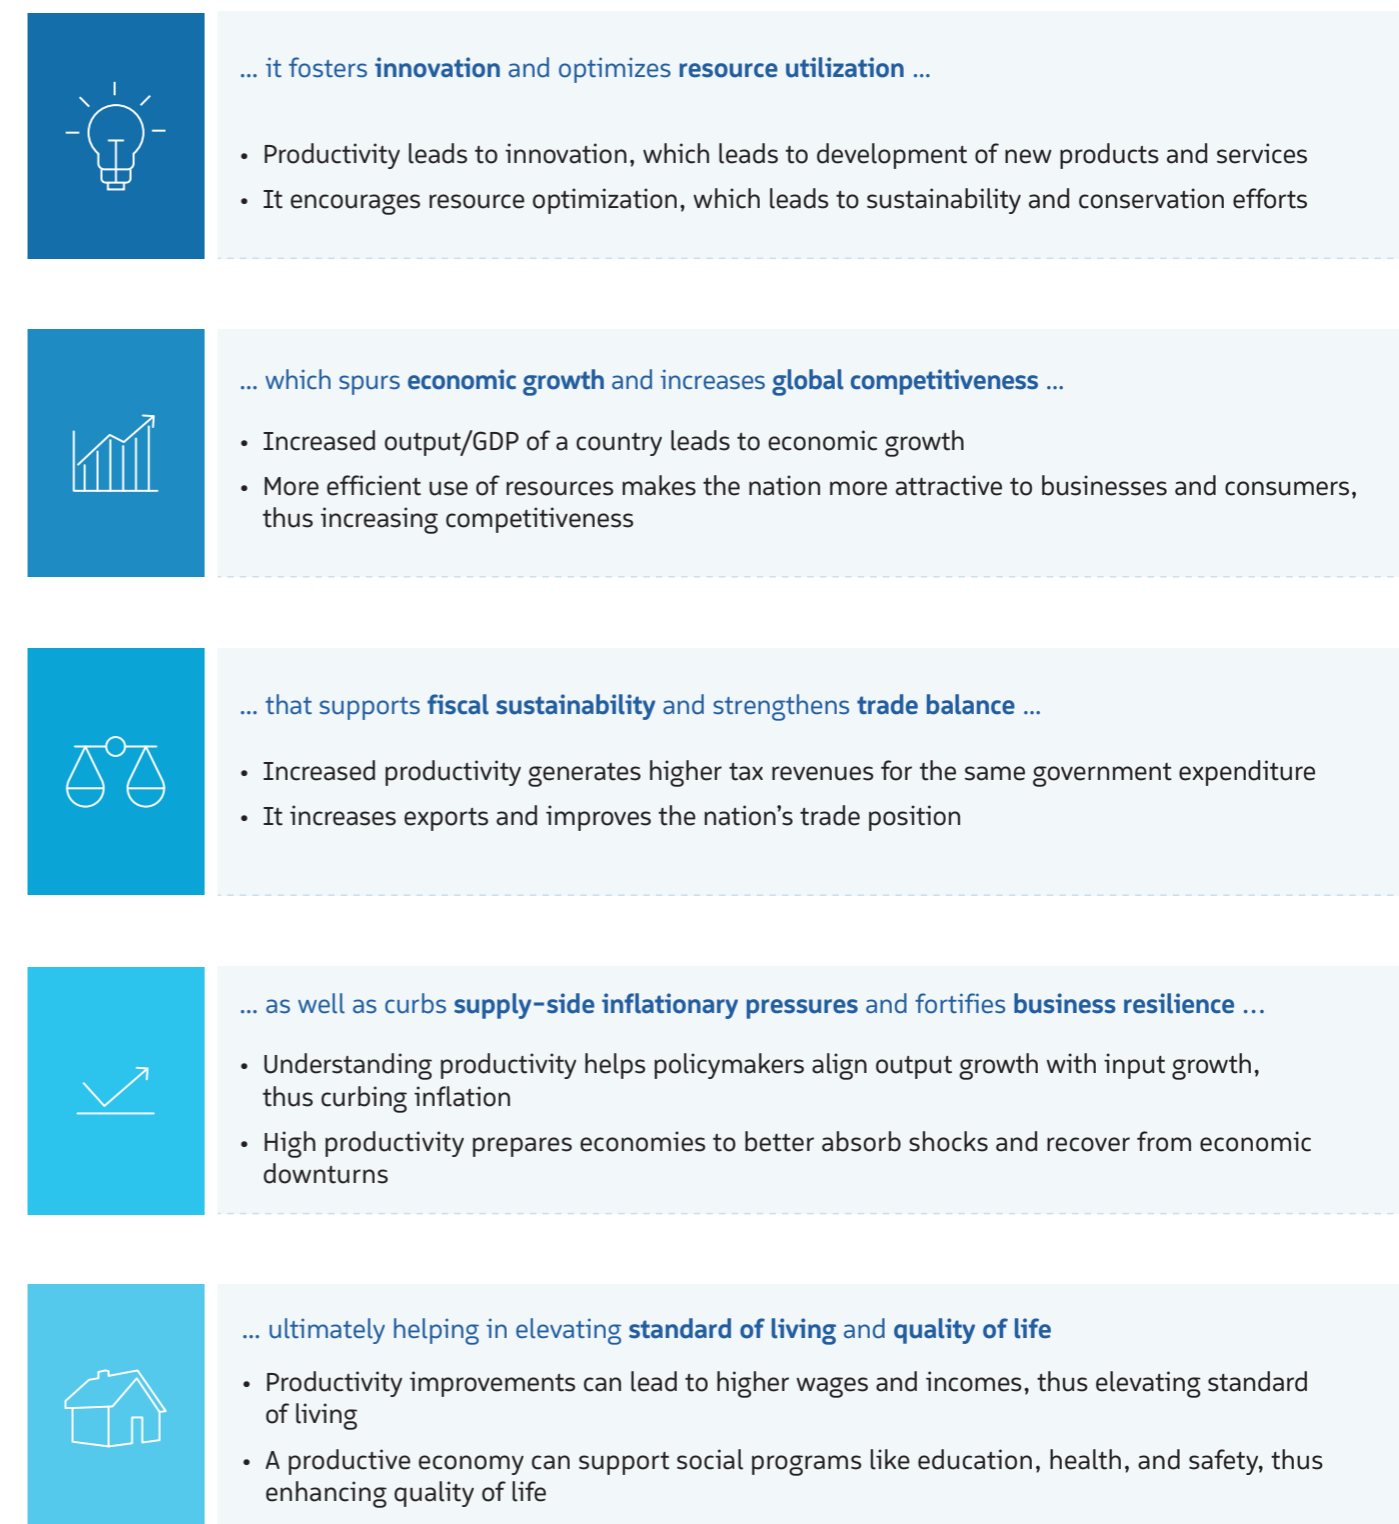 ... it fosters innovation and optimizes resource utilization ...
• Productivity leads to innovation, which leads to development of new products and services
• It encourages resource optimization, which leads to sustainability and conservation efforts
... which spurs economic growth and increases global competitiveness ...
• Increased output/GDP of a country leads to economic growth
• More efficient use of resources makes the nation more attractive to businesses and consumers,
thus increasing competitiveness
... that supports fiscal sustainability and strengthens trade balance ...
• Increased productivity generates higher tax revenues for the same government expenditure
• It increases exports and improves the nation’s trade position
... as well as curbs supply-side inflationary pressures and fortifies business resilience ...
• Understanding productivity helps policymakers align output growth with input growth,
thus curbing inflation
• High productivity prepares economies to better absorb shocks and recover from economic
downturns
... ultimately helping in elevating standard of living and quality of life
• Productivity improvements can lead to higher wages and incomes, thus elevating standard
of living
• A productive economy can support social programs like education, health, and safety, thus
enhancing quality of life